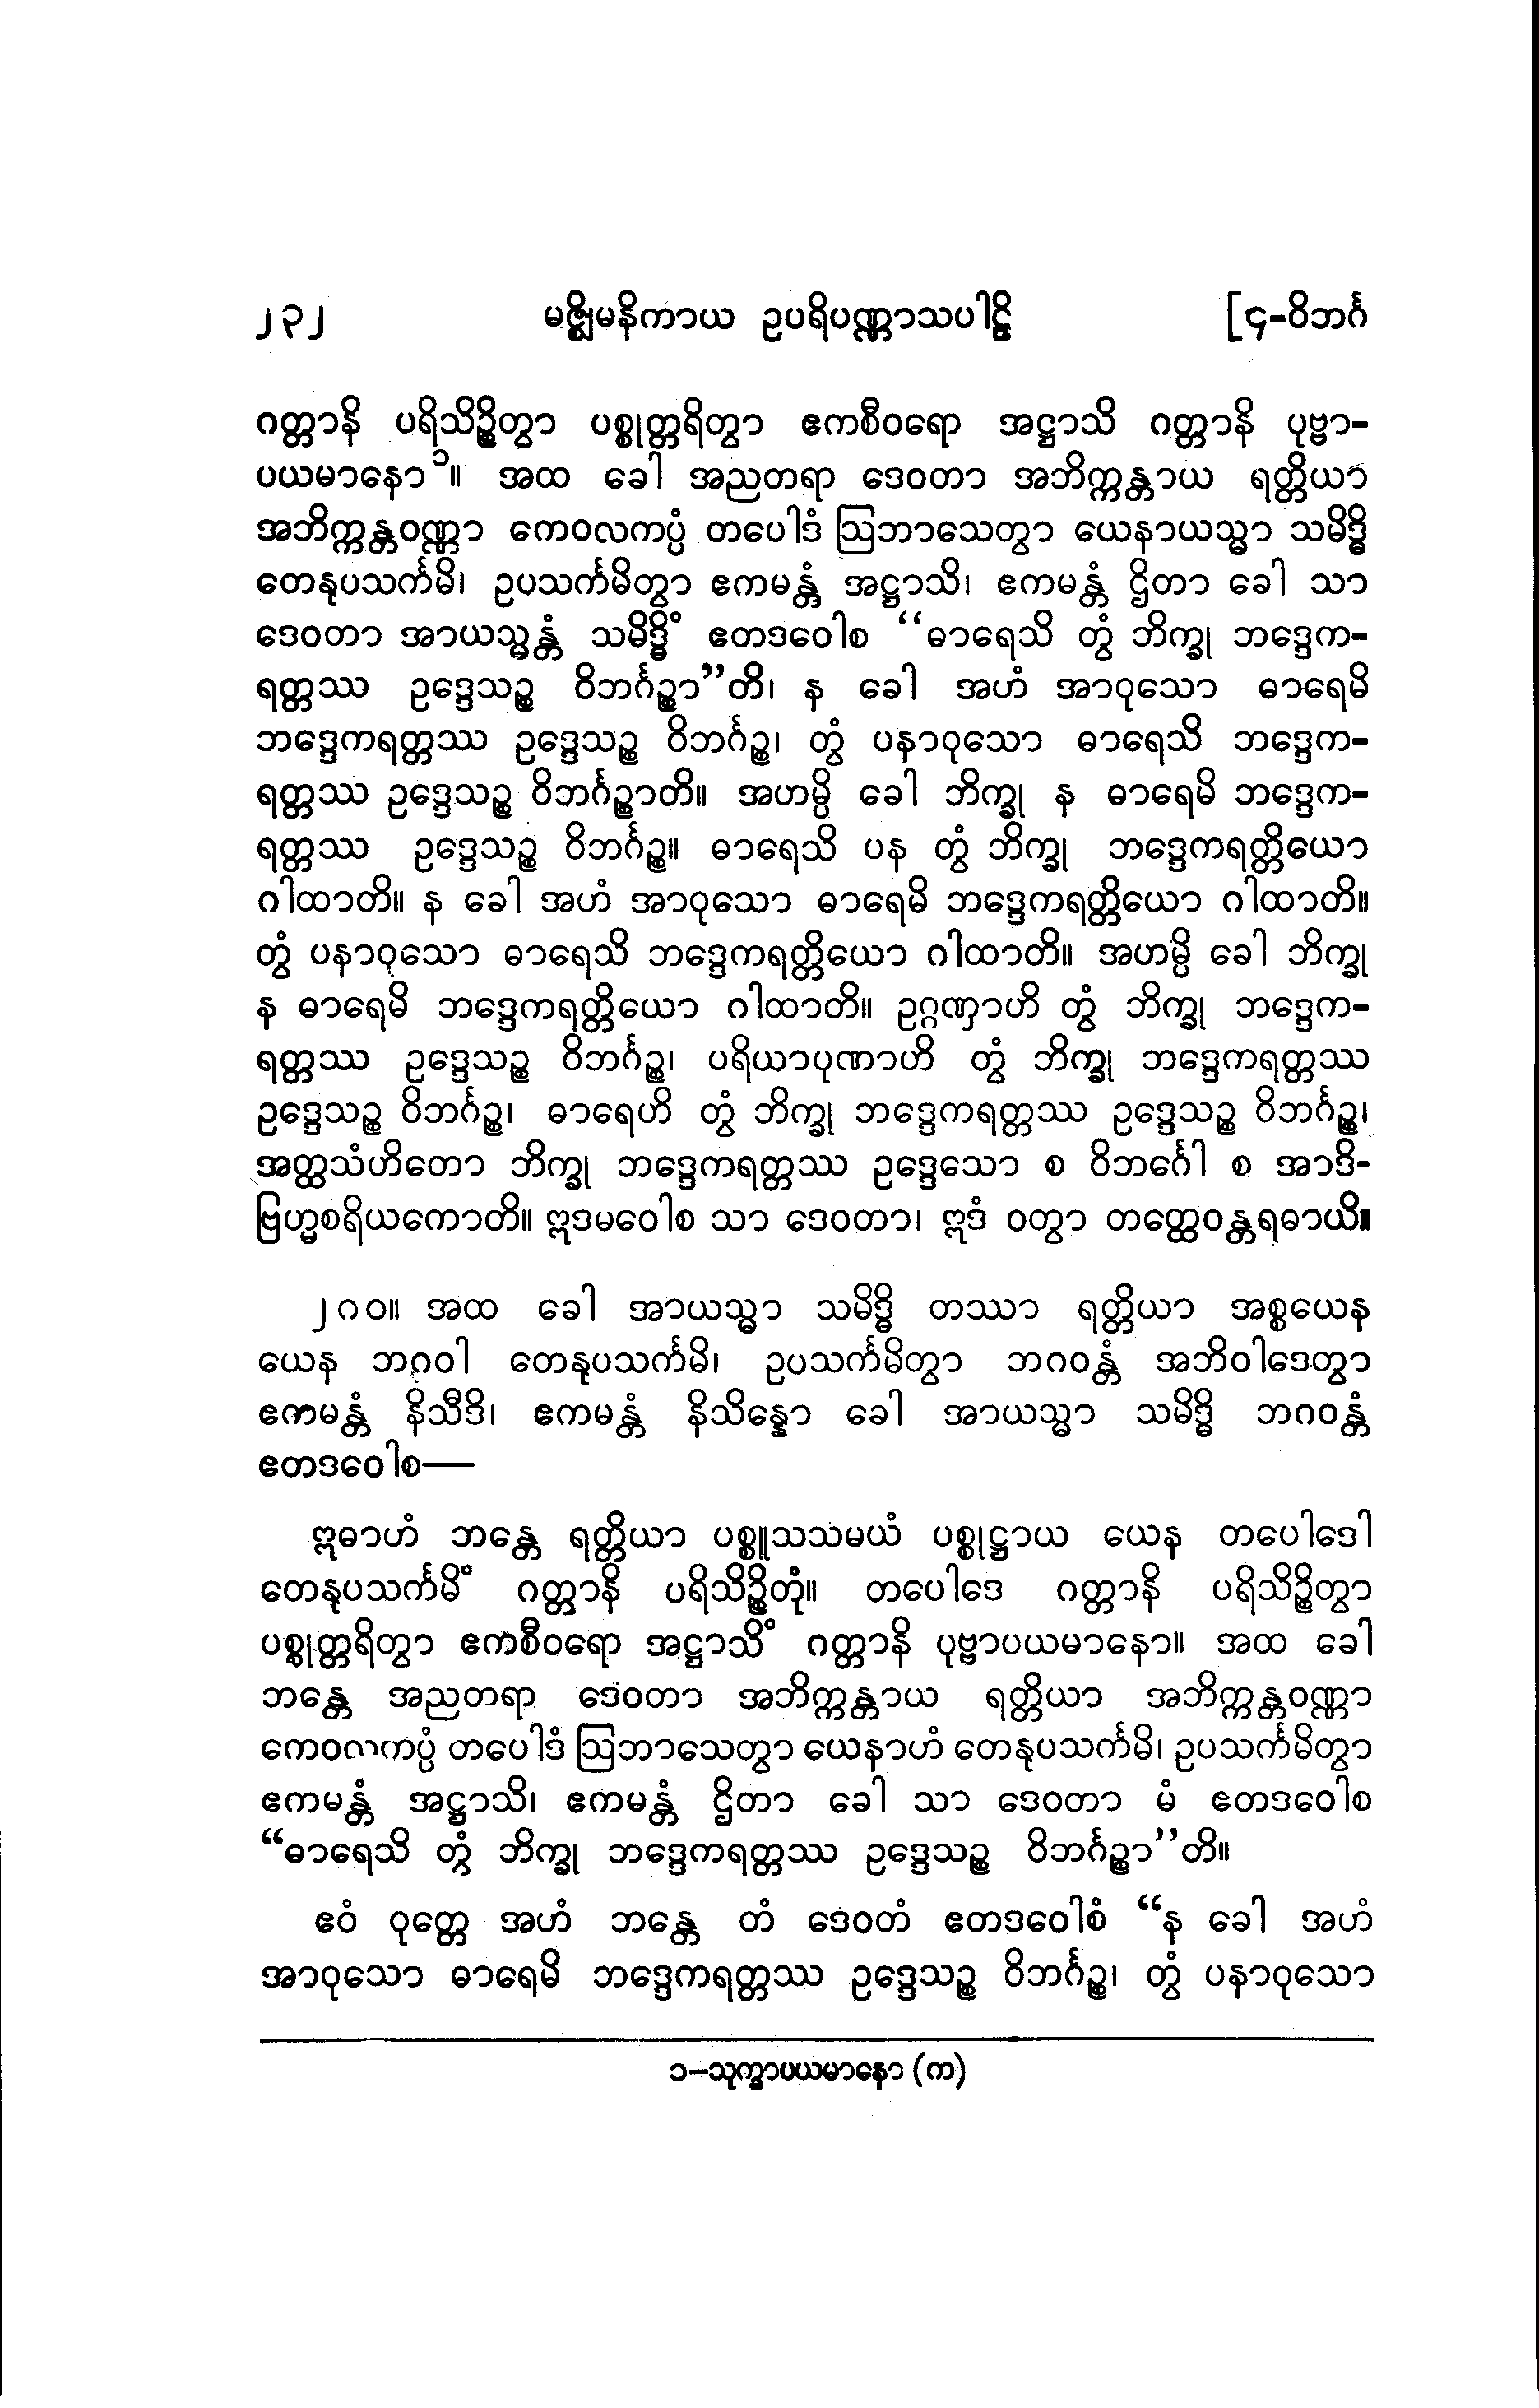 ၂၃၂ မဇ္ဈိမနိကာယ ဥပရိပဏ္ဏာသပါဠိ [၄-ဝိဘင်္ဂ
ဂတ္တာနိ ပရိသိဉ္စိတွာ ပစ္စုတ္တရိတွာ ဧကစီဝရော အဋ္ဌာသိ ဂတ္တာနိ ပုဗ္ဗာ-
ပယမာနော၁။ အထ ခေါ အညတရာ ဒေဝတာ အဘိက္ကန္တာယ ရတ္တိယာ
အဘိက္ကန္တဝဏ္ဏာ ကေဝလကပ္ပံ တပေါဒံ ဩဘာသေတွာ ယေနာယသ္မာ သမိဒ္ဓိ
တေနုပသင်္ကမိ၊ ဥပသင်္ကမိတွာ ဧကမန္တံ အဋ္ဌာသိ၊ ဧကမန္တံ ဌိတာ ခေါ သာ
ဒေဝတာ အာယသ္မန္တံ သမိဒ္ဓိံ ဧတဒဝေါစ “ဓာရေသိ တွံ ဘိက္ခု ဘဒ္ဒေက-
ရတ္တဿ ဥဒ္ဒေသဉ္စ ဝိဘင်္ဂဉ္စာ”တိ၊ န ခေါ အဟံ အာဝုသော ဓာရေမိ
ဘဒ္ဒေကရတ္တဿ ဥဒ္ဒေသဉ္စ ဝိဘင်္ဂဉ္စ၊ တွံ ပနာဝုသော ဓာရေသိ ဘဒ္ဒေက-
ရတ္တဿ ဥဒ္ဒေသဉ္စ ဝိဘင်္ဂဉ္စာတိ။ အဟမ္ပိ ခေါ ဘိက္ခု န ဓာရေမိ ဘဒ္ဒေက-
ရတ္တဿ ဥဒ္ဒေသဉ္စ ဝိဘင်္ဂဉ္စ။ ဓာရေသိ ပန တွံ ဘိက္ခု ဘဒ္ဒေကရတ္တိယော
ဂါထာတိ။ န ခေါ အဟံ အာဝုသော ဓာရေမိ ဘဒ္ဒေကရတ္တိယော ဂါထာတိ။
တွံ ပနာဝုသော ဓာရေသိ ဘဒ္ဒေကရတ္တိယော ဂါထာတိ။ အဟမ္ပိ ခေါ ဘိက္ခု
န ဓာရေမိ ဘဒ္ဒေကရတ္တိယော ဂါထာတိ။ ဥဂ္ဂဏှာဟိ တွံ ဘိက္ခု ဘဒ္ဒေက-
ရတ္တဿ ဥဒ္ဒေသဉ္စ ဝိဘင်္ဂဉ္စ၊ ပရိယာပုဏာဟိ တွံ ဘိက္ခု ဘဒ္ဒေကရတ္တဿ
ဥဒ္ဒေသဉ္စ ဝိဘင်္ဂဉ္စ၊ ဓာရေဟိ တွံ ဘိက္ခု ဘဒ္ဒေကရတ္တဿ ဥဒ္ဒေသဉ္စ ဝိဘင်္ဂဉ္စ၊
အတ္ထသံဟိတော ဘိက္ခု ဘဒ္ဒေကရတ္တဿ ဥဒ္ဒေသော စ ဝိဘင်္ဂေါ စ အာဒိ-
ဗြဟ္မစရိယကောတိ။ ဣဒမဝေါစ သာ ဒေဝတာ၊ ဣဒံ ဝတွာ တတ္ထေဝန္တရဓာယိ။
၂၈၀။ အထ ခေါ အာယသ္မာ သမိဒ္ဓိ တဿာ ရတ္တိယာ အစ္စယေန
ယေန ဘဂဝါ တေနုပသင်္ကမိ၊ ဥပသင်္ကမိတွာ ဘဂဝန္တံ အဘိဝါဒေတွာ
ဧကမန္တံ နိသီဒိ၊ ဧကမန္တံ နိသိန္နော ခေါ အာယသ္မာ သမိဒ္ဓိ ဘဂဝန္တံ
ဧတဒဝေါစ—
ဣဓာဟံ ဘန္တေ ရတ္တိယာ ပစ္စူသသမယံ ပစ္စုဋ္ဌာယ ယေန တပေါဒေါ
တေနုပသင်္ကမိံ ဂတ္တာနိ ပရိသိဉ္စိတုံ။ တပေါဒေ ဂတ္တာနိ ပရိသိဉ္စိတွာ
ပစ္စုတ္တရိတွာ ဧကစီဝရော အဋ္ဌာသိံ ဂတ္တာနိ ပုဗ္ဗာပယမာနော။ အထ ခေါ
ဘန္တေ အညတရာ ဒေဝတာ အဘိက္ကန္တာယ ရတ္တိယာ အဘိက္ကန္တဝဏ္ဏာ
ကေဝလကပ္ပံ တပေါဒံ ဩဘာသေတွာ ယေနာဟံ တေနုပသင်္ကမိ၊ ဥပသင်္ကမိတွာ
ဧကမန္တံ အဋ္ဌာသိ၊ ဧကမန္တံ ဌိတာ ခေါ သာ ဒေဝတာ မံ ဧတဒဝေါစ
“ဓာရေသိ တွံ ဘိက္ခု ဘဒ္ဒေကရတ္တဿ ဥဒ္ဒေသဉ္စ ဝိဘင်္ဂဉ္စာ”တိ။
ဧဝံ ဝုတ္တေ အဟံ ဘန္တေ တံ ဒေဝတံ ဧတဒဝေါစံ “န ခေါ အဟံ
အာဝုသော ဓာရေမိ ဘဒ္ဒေကရတ္တဿ ဥဒ္ဒေသဉ္စ ဝိဘင်္ဂဉ္စ၊ တွံ ပနာဝုသော
၁-သုက္ခာပယမာနော (က)